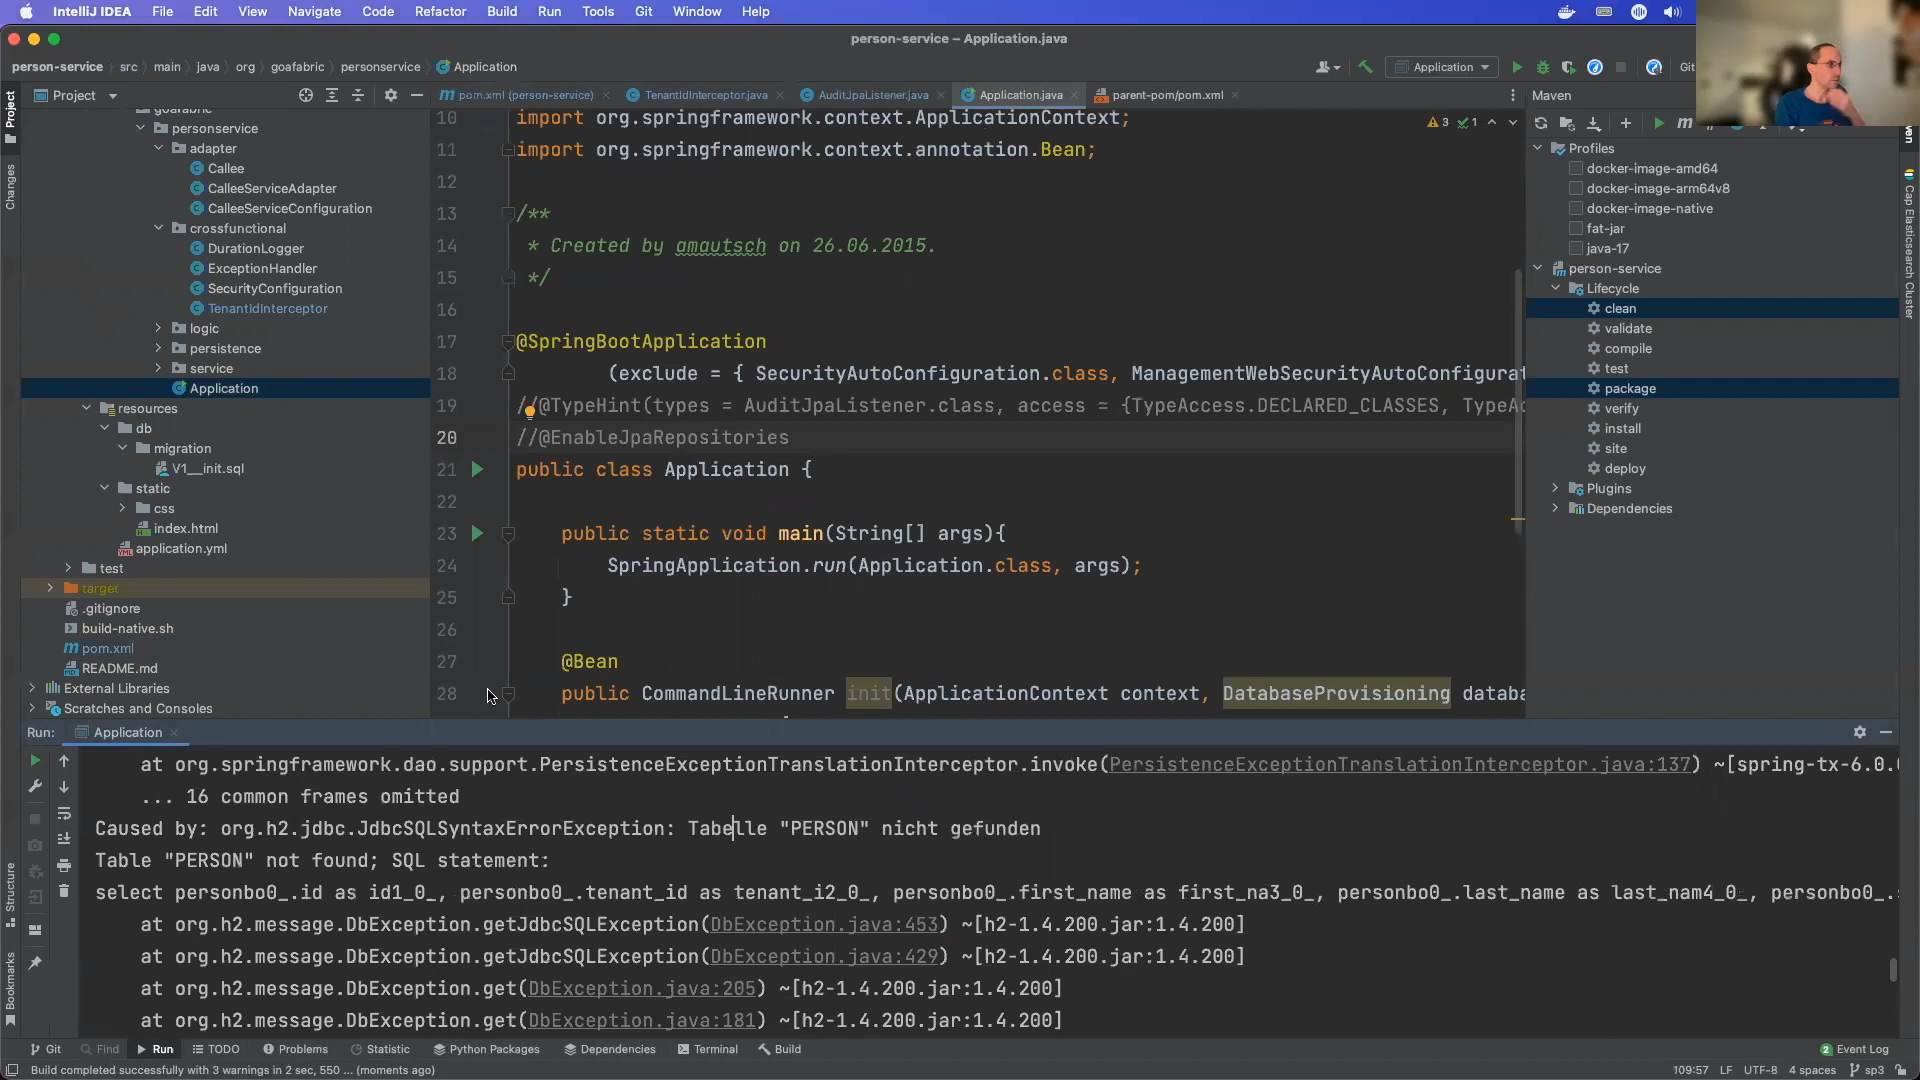 IntelliJ IDEA File Edit View Navigate Code Refactor Build Run Tools Git Window Help
person-service – Application.java
person-service src main java org goafabric personservice Application
Application
Git
Project
pom.xml (person-service)
TenantIdInterceptor.java
AuditJpaListener.java
Application.java
parent-pom/pom.xml
Maven
Project
Changes
Structure
Bookmarks
goafabric
personservice
adapter
Callee
CalleeServiceAdapter
CalleeServiceConfiguration
crossfunctional
DurationLogger
ExceptionHandler
SecurityConfiguration
TenantIdInterceptor
logic
persistence
service
Application
resources
db
migration
V1__init.sql
static
css
index.html
application.yml
test
target
.gitignore
build-native.sh
pom.xml
README.md
External Libraries
Scratches and Consoles
3 1
10 import org.springframework.context.ApplicationContext;
11 import org.springframework.context.annotation.Bean;
12
13 /**
14 * Created by amautsch on 26.06.2015.
15 */
16
17 @SpringBootApplication
18 (exclude = { SecurityAutoConfiguration.class, ManagementWebSecurityAutoConfigurat
19 //@TypeHint(types = AuditJpaListener.class, access = {TypeAccess.DECLARED_CLASSES, TypeAc
20 //@EnableJpaRepositories
21 public class Application {
22
23 public static void main(String[] args){
24 SpringApplication.run(Application.class, args);
25 }
26
27 @Bean
28 public CommandLineRunner init(ApplicationContext context, DatabaseProvisioning databa
Profiles
docker-image-amd64
docker-image-arm64v8
docker-image-native
fat-jar
java-17
person-service
Lifecycle
clean
validate
compile
test
package
verify
install
site
deploy
Plugins
Dependencies
Cap Elasticsearch Cluster
Run: Application
at org.springframework.dao.support.PersistenceExceptionTranslationInterceptor.invoke(PersistenceExceptionTranslationInterceptor.java:137) ~[spring-tx-6.0.
... 16 common frames omitted
Caused by: org.h2.jdbc.JdbcSQLSyntaxErrorException: Tabelle "PERSON" nicht gefunden
Table "PERSON" not found; SQL statement:
select personbo0_.id as id1_0_, personbo0_.tenant_id as tenant_i2_0_, personbo0_.first_name as first_na3_0_, personbo0_.last_name as last_nam4_0_, personbo0_.
at org.h2.message.DbException.getJdbcSQLException(DbException.java:453) ~[h2-1.4.200.jar:1.4.200]
at org.h2.message.DbException.getJdbcSQLException(DbException.java:429) ~[h2-1.4.200.jar:1.4.200]
at org.h2.message.DbException.get(DbException.java:205) ~[h2-1.4.200.jar:1.4.200]
at org.h2.message.DbException.get(DbException.java:181) ~[h2-1.4.200.jar:1.4.200]
Git Find Run TODO Problems Statistic Python Packages Dependencies Terminal Build 2 Event Log
Build completed successfully with 3 warnings in 2 sec, 550 ... (moments ago) 109:57 LF UTF-8 4 spaces sp3